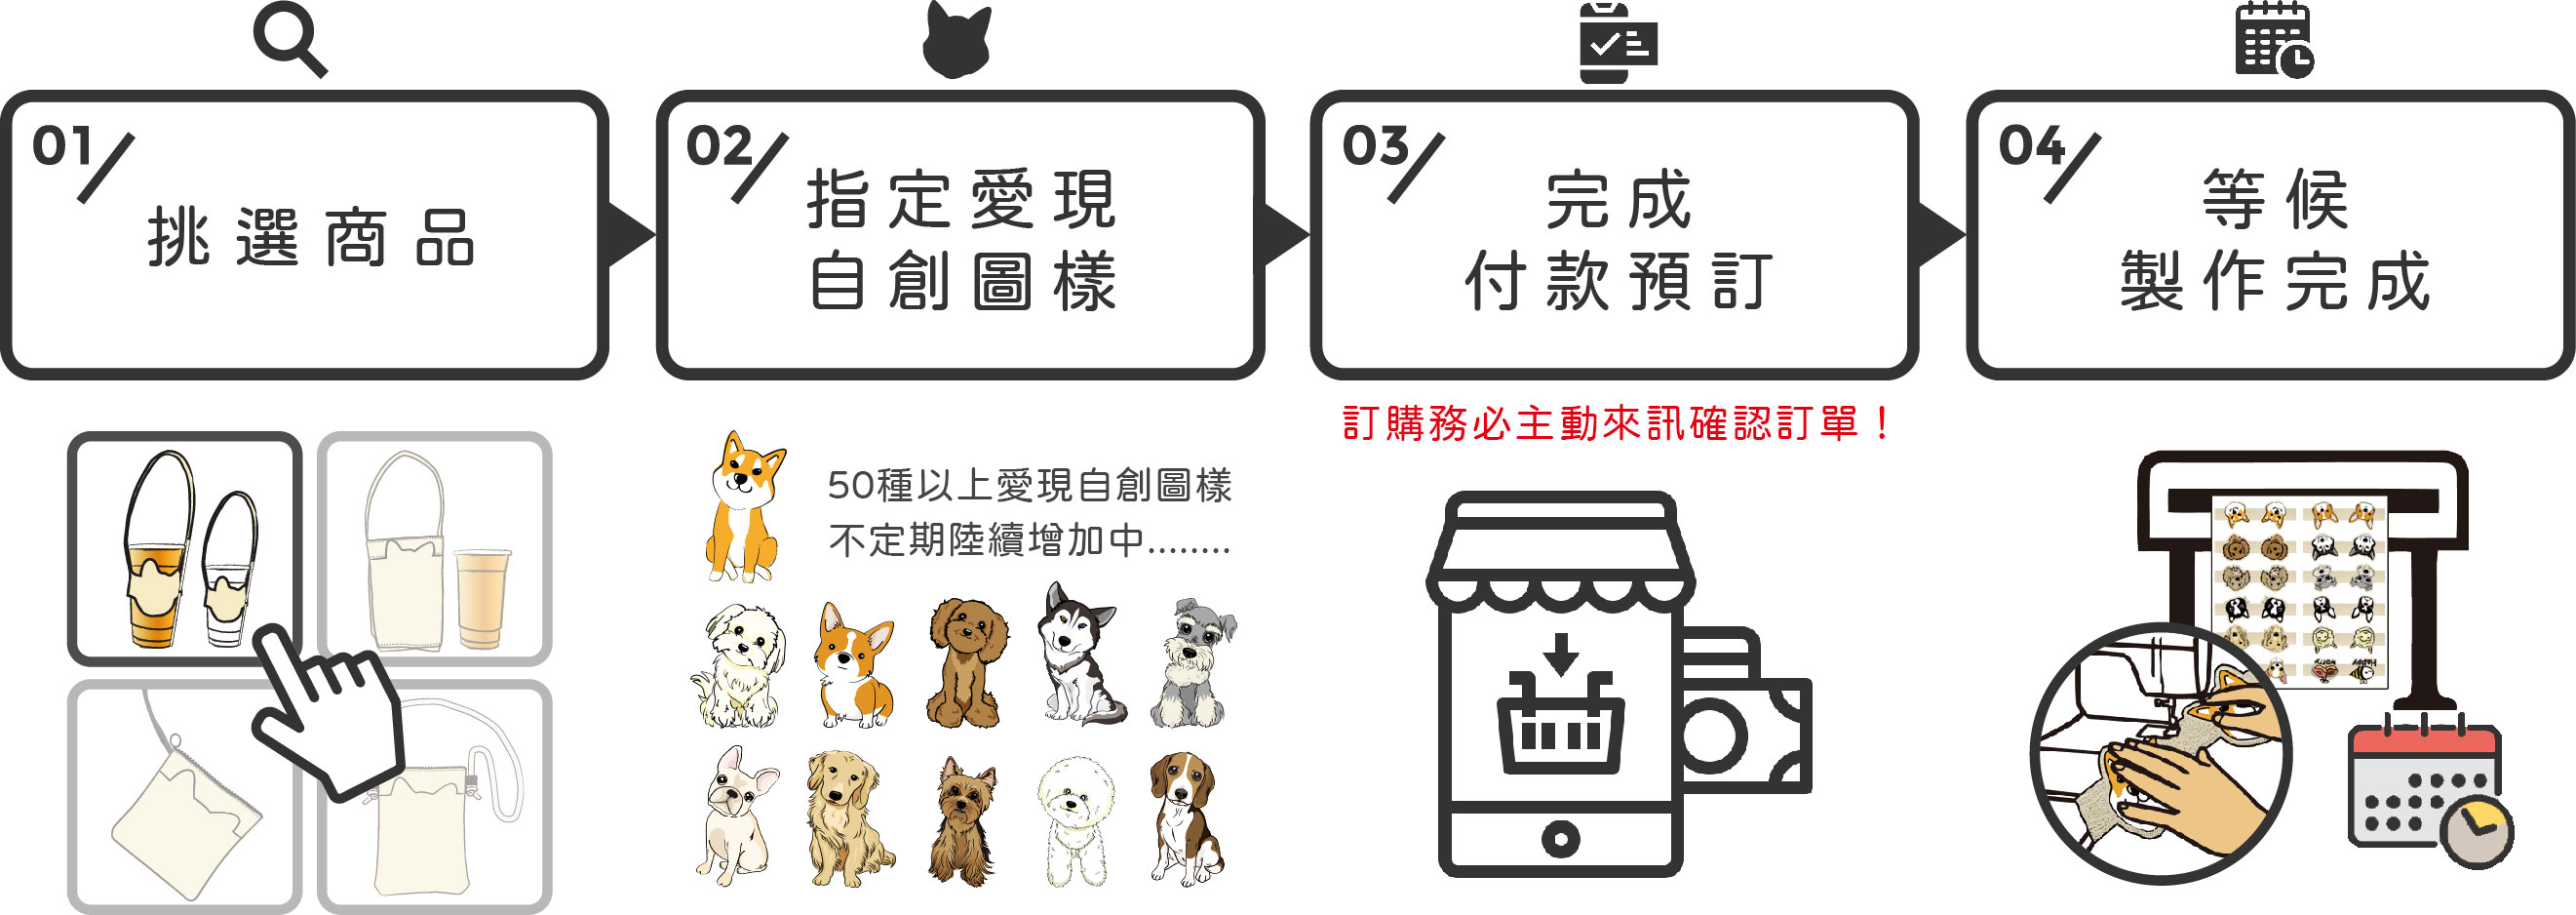 01/
挑選商品
02/
指定愛現
自創圖樣
03/
完成
付款預訂
04/
等候
製作完成
訂購務必主動來訊確認訂單！
50種以上愛現自創圖樣
不定期陸續增加中........
worry
Happy